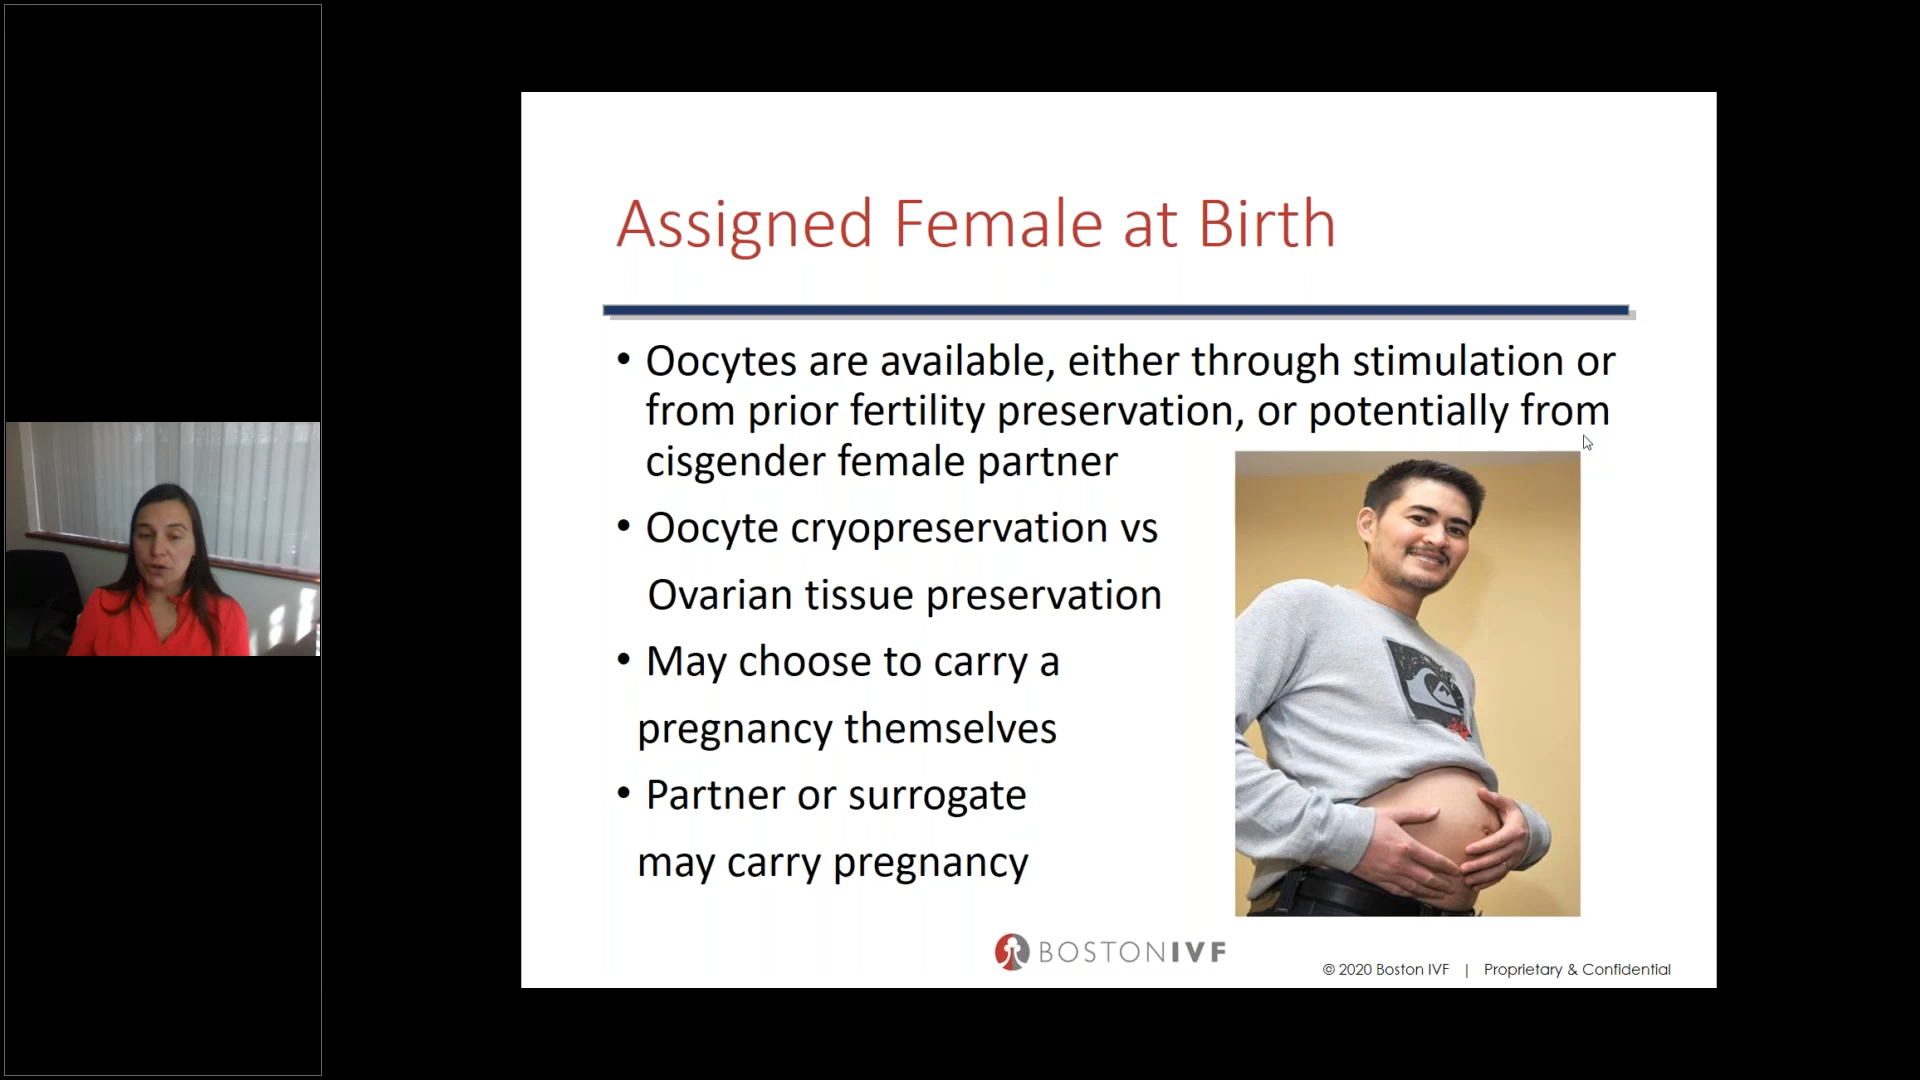 Assigned Female at Birth
• Oocytes are available, either through stimulation or
from prior fertility preservation, or potentially from
cisgender female partner
• Oocyte cryopreservation vs
Ovarian tissue preservation
• May choose to carry a
pregnancy themselves
• Partner or surrogate
may carry pregnancy
BOSTONIVF
© 2020 Boston IVF | Proprietary & Confidential